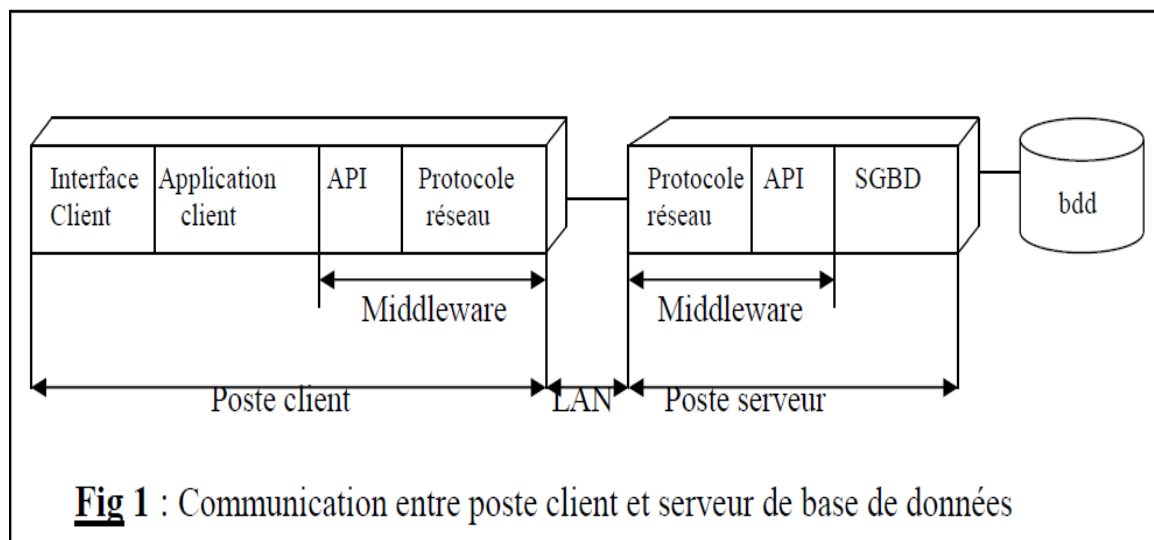 Interface
Client
Application
client
API
Protocole
réseau
Protocole
réseau
API
SGBD
bdd
Middleware
Middleware
Poste client
LAN
Poste serveur
Fig 1 : Communication entre poste client et serveur de base de données